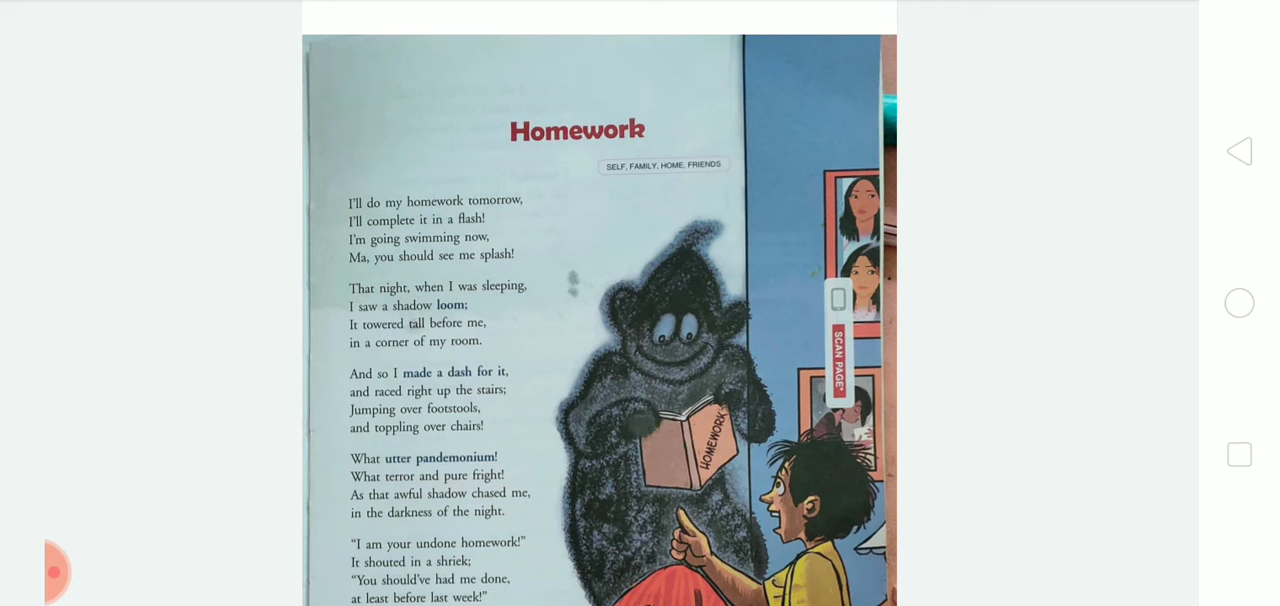 Homework
SELF, FAMILY, HOME, FRIENDS
I'll do my homework tomorrow,
I'll complete it in a flash!
I'm going swimming now,
Ma, you should see me splash!
That night, when I was sleeping,
I saw a shadow loom;
It towered tall before me,
in a corner of my room.
And so I made a dash for it,
and raced right up the stairs;
Jumping over footstools,
and toppling over chairs!
What utter pandemonium!
What terror and pure fright!
As that awful shadow chased me,
in the darkness of the night.
"I am your undone homework!"
It shouted in a shriek;
"You should've had me done,
at least before last week!"
HOMEWORK
SCAN PAGE*